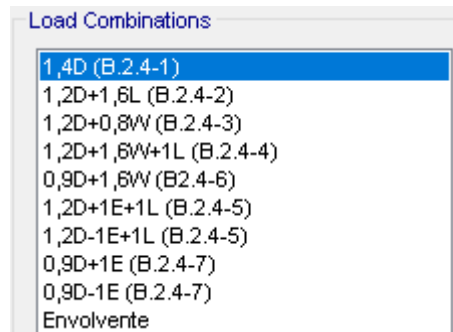 Load Combinations
1,4D (B.2.4-1)
1,2D+1,6L (B.2.4-2)
1,2D+0,8W (B.2.4-3)
1,2D+1,6W+1L (B.2.4-4)
0,9D+1,6W (B2.4-6)
1,2D+1E+1L (B.2.4-5)
1,2D-1E+1L (B.2.4-5)
0,9D+1E (B.2.4-7)
0,9D-1E (B.2.4-7)
Envolvente